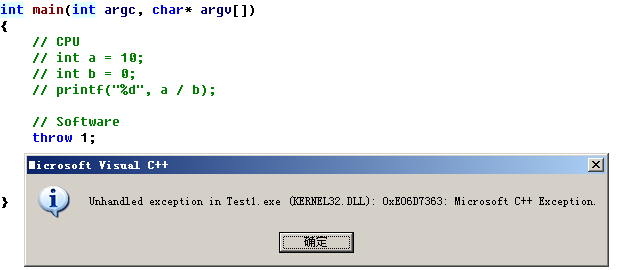 int main(int argc, char* argv[])
{
// CPU
// int a = 10;
// int b = 0;
// printf("%d", a / b);
// Software
throw 1;
Microsoft Visual C++
Unhandled exception in Test1.exe (KERNEL32.DLL): 0xE06D7363: Microsoft C++ Exception.
确定
}